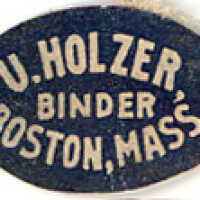 U. HOLZER,
BINDER
BOSTON, MASS